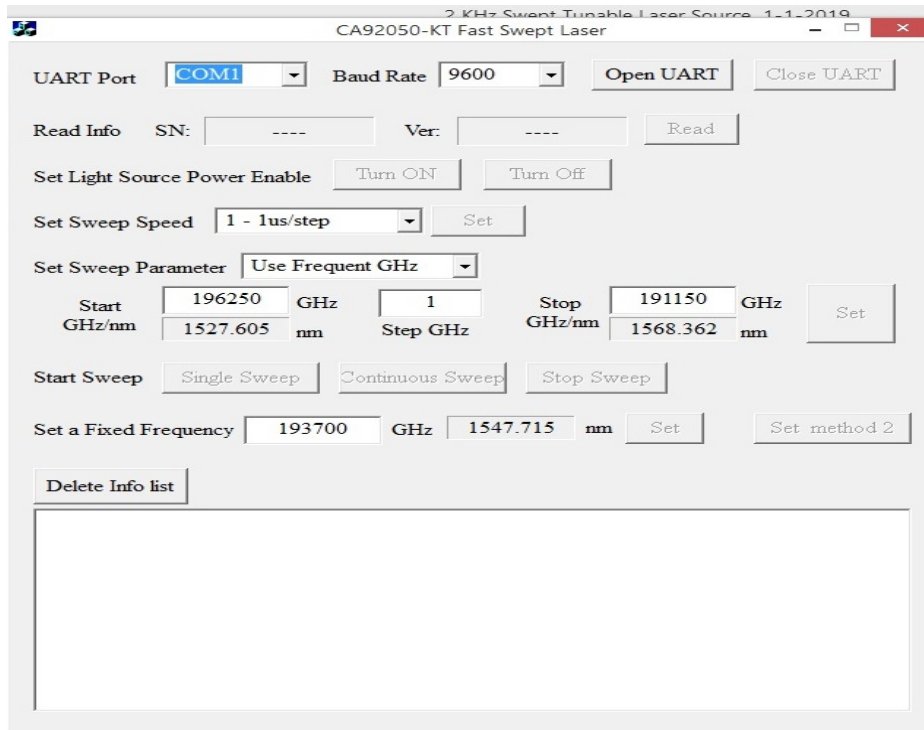 2 KHz Swept Tunable Laser Source 1-1-2019
CA92050-KT Fast Swept Laser
UART Port COM1 Baud Rate 9600 Open UART Close UART
Read Info SN: ---- Ver: ---- Read
Set Light Source Power Enable Turn ON Turn Off
Set Sweep Speed 1 - 1us/step Set
Set Sweep Parameter Use Frequent GHz
Start GHz/nm 196250 GHz 1 Stop GHz/nm 191150 GHz Set
1527.605 nm Step GHz 1568.362 nm
Start Sweep Single Sweep Continuous Sweep Stop Sweep
Set a Fixed Frequency 193700 GHz 1547.715 nm Set Set method 2
Delete Info list